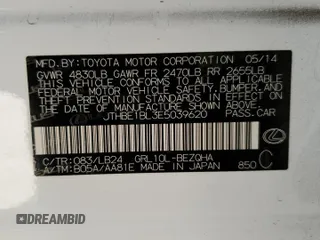 MFD. BY: TOYOTA MOTOR CORPORATION 05/14
GVWR 4830LB GAWR FR 2470LB RR 2655LB
THIS VEHICLE CONFORMS TO ALL APPLICABLE
FEDERAL MOTOR VEHICLE SAFETY, BUMPER, AND
THEFT PREVENTION STANDARDS IN EFFECT ON THE DATE
OF MANUFACTURE SHOWN ABOVE.
JTHBE1BL3E5039620 PASS. CAR
C/TR: 083/LB24 GRL10L-BEZQHA C
A/TM: B05A/AA81E MADE IN JAPAN 850
DREAMBID
DREAMBID.COM